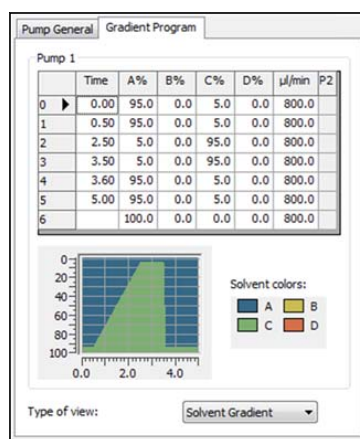 Pump General Gradient Program
Pump 1
Time A% B% C% D% µl/min P2
0 0.00 95.0 0.0 5.0 0.0 800.0
1 0.50 95.0 0.0 5.0 0.0 800.0
2 2.50 5.0 0.0 95.0 0.0 800.0
3 3.50 5.0 0.0 95.0 0.0 800.0
4 3.60 95.0 0.0 5.0 0.0 800.0
5 5.00 95.0 0.0 5.0 0.0 800.0
6 100.0 0.0 0.0 0.0 800.0
0
20
40
60
80
100
0.0 2.0 4.0
Solvent colors:
A B
C D
Type of view: Solvent Gradient